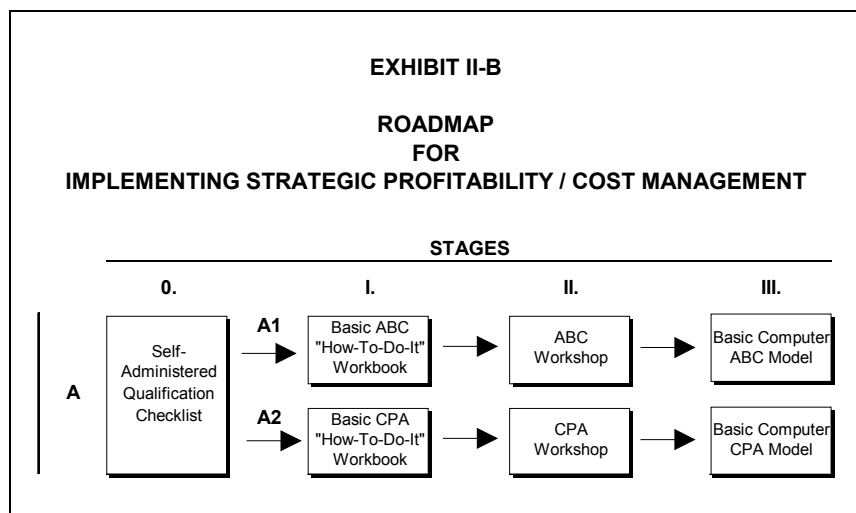 EXHIBIT II-B
ROADMAP
FOR
IMPLEMENTING STRATEGIC PROFITABILITY / COST MANAGEMENT
STAGES
0.
I.
II.
III.
A
Self-
Administered
Qualification
Checklist
A1
Basic ABC
"How-To-Do-It"
Workbook
ABC
Workshop
Basic Computer
ABC Model
A2
Basic CPA
"How-To-Do-It"
Workbook
CPA
Workshop
Basic Computer
CPA Model